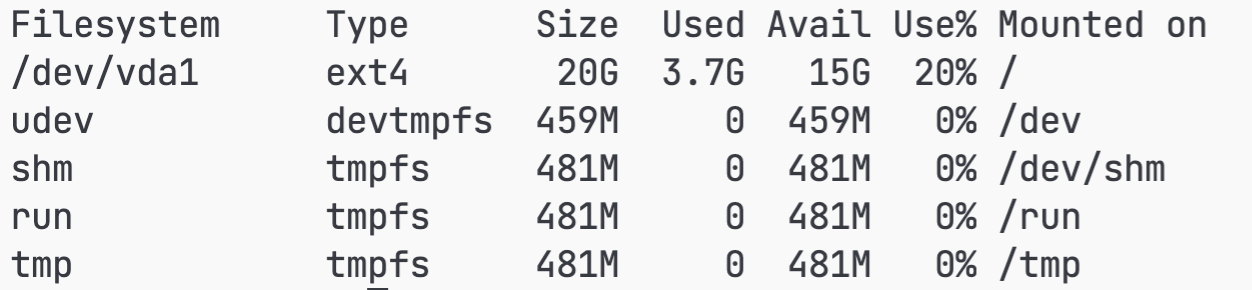 Filesystem     Type      Size  Used Avail Use% Mounted on
/dev/vda1      ext4       20G  3.7G   15G  20% /
udev           devtmpfs  459M     0  459M   0% /dev
shm            tmpfs     481M     0  481M   0% /dev/shm
run            tmpfs     481M     0  481M   0% /run
tmp            tmpfs     481M     0  481M   0% /tmp